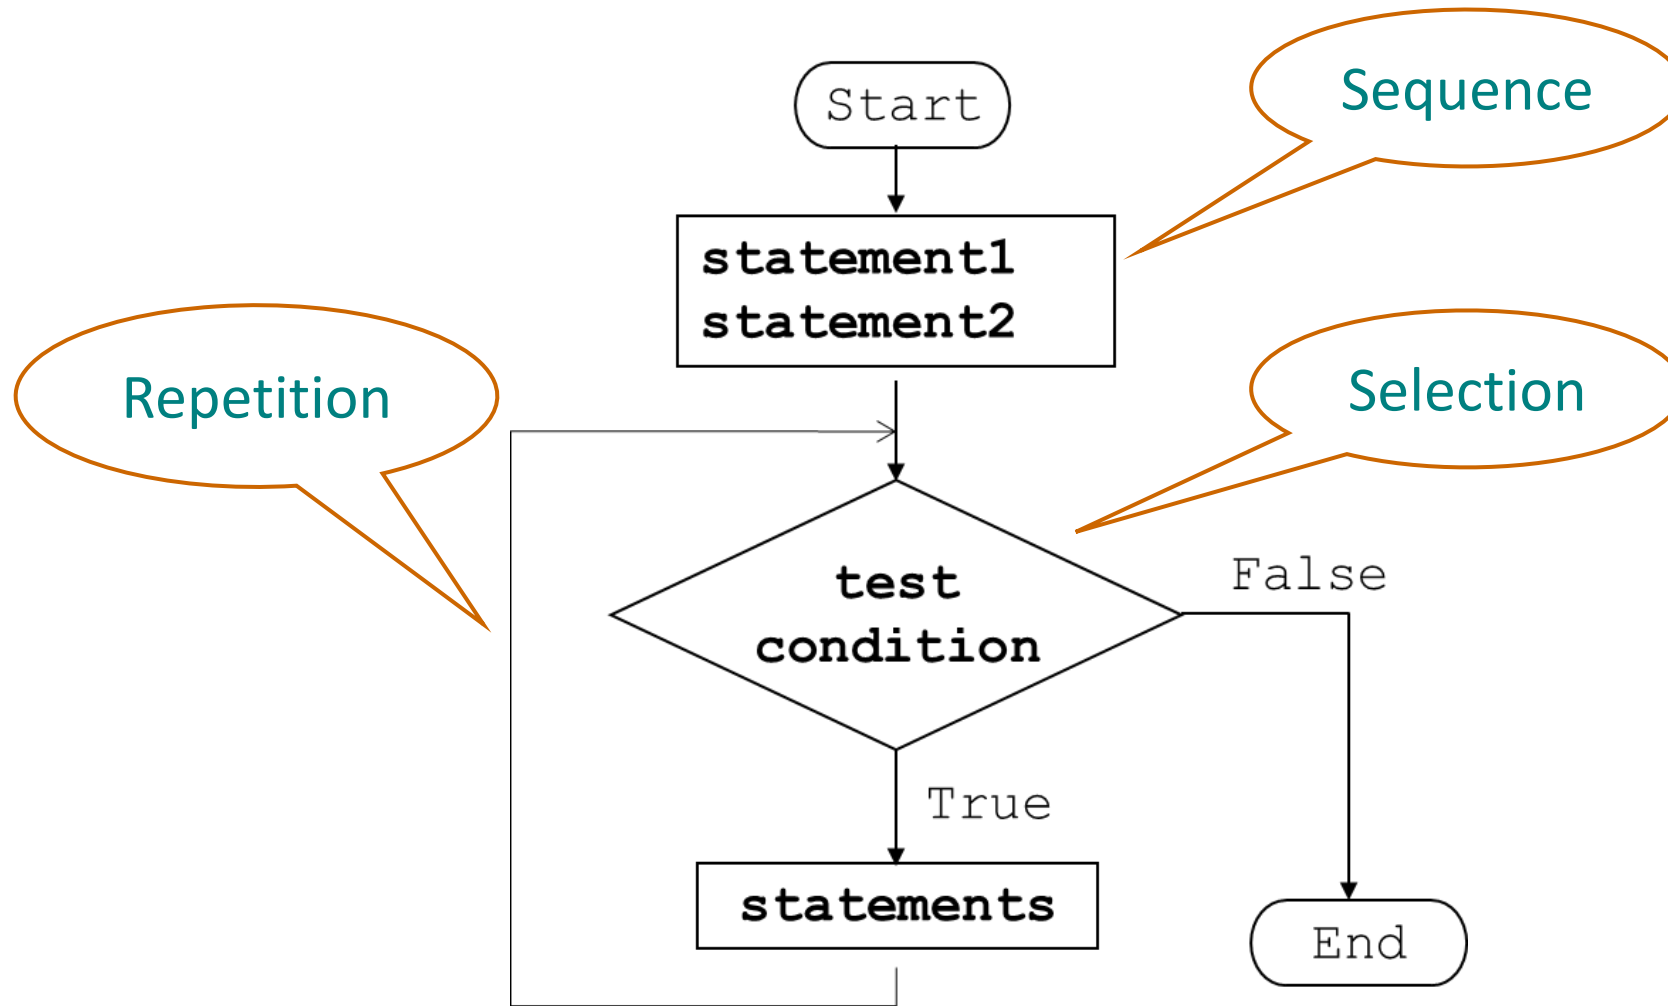 Start
Sequence
statement1
statement2
Repetition
Selection
test
condition
False
True
statements
End